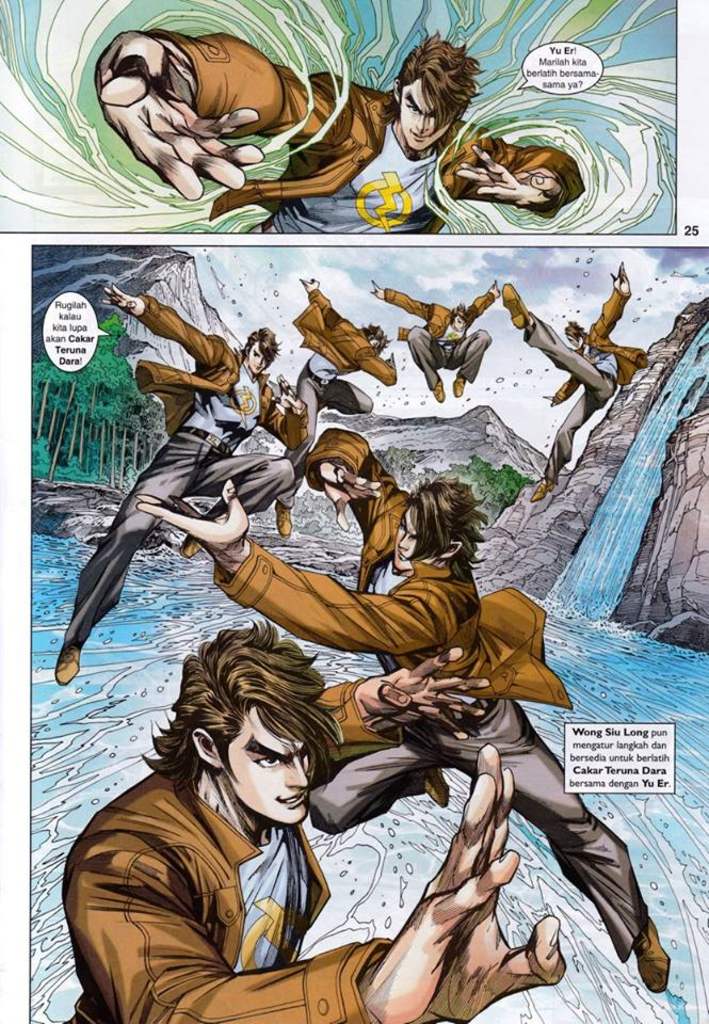 Yu Er!
Marilah kita
berlatih bersama-
sama ya?
25
Rugilah
kalau
kita lupa
akan Cakar
Teruna
Dara!
Wong Siu Long pun
mengatur langkah dan
bersedia untuk berlatih
Cakar Teruna Dara
bersama dengan Yu Er.